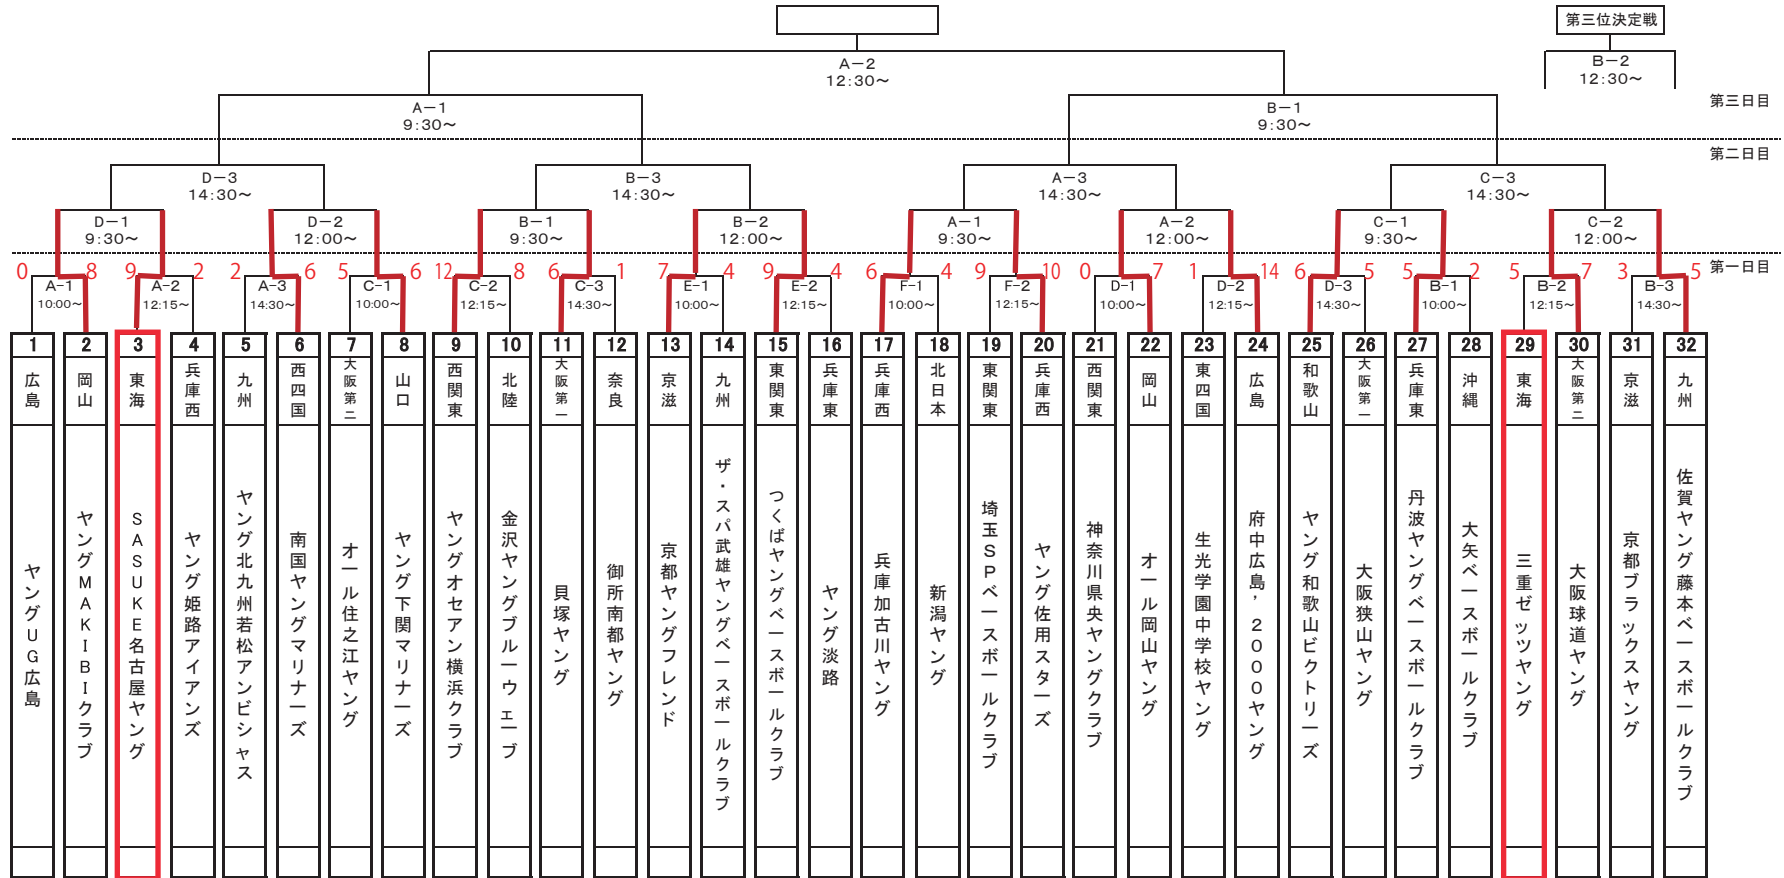 第三位決定戦
A－2
12:30～
B－2
12:30～
第三日目
A－1
9:30～
B－1
9:30～
第二日目
D－3
14:30～
B－3
14:30～
A－3
14:30～
C－3
14:30～
D－1
9:30～
D－2
12:00～
B－1
9:30～
B－2
12:00～
A－1
9:30～
A－2
12:00～
C－1
9:30～
C－2
12:00～
第一日目
0 8 9 2 2 6 5 6 12 8 6 1 7 4 9 4 6 4 9 10 0 7 1 14 6 5 5 2 5 7 3 5
A－1
10:00～
A－2
12:15～
A－3
14:30～
C－1
10:00～
C－2
12:15～
C－3
14:30～
E－1
10:00～
E－2
12:15～
F－1
10:00～
F－2
12:15～
D－1
10:00～
D－2
12:15～
D－3
14:30～
B－1
10:00～
B－2
12:15～
B－3
14:30～
1
広島
ヤングUG広島
2
岡山
ヤングMAKIBIクラブ
3
東海
SASUKE名古屋ヤング
4
兵庫西
ヤング姫路アイアンズ
5
九州
ヤング北九州若松アンビシャス
6
西四国
南国ヤングマリナーズ
7
大阪第二
オール住之江ヤング
8
山口
ヤング下関マリナーズ
9
西関東
ヤングオセアン横浜クラブ
10
北陸
金沢ヤングブルーウェーブ
11
大阪第一
貝塚ヤング
12
奈良
御所南都ヤング
13
京滋
京都ヤングフレンド
14
九州
ザ・スパ武雄ヤングベースボールクラブ
15
東関東
つくばヤングベースボールクラブ
16
兵庫東
ヤング淡路
17
兵庫西
兵庫加古川ヤング
18
北日本
新潟ヤング
19
東関東
埼玉SPベースボールクラブ
20
兵庫西
ヤング佐用スターズ
21
西関東
神奈川県央ヤングクラブ
22
岡山
オール岡山ヤング
23
東四国
生光学園中学校ヤング
24
広島
府中広島’2000ヤング
25
和歌山
ヤング和歌山ビクトリーズ
26
大阪第一
大阪狭山ヤング
27
兵庫東
丹波ヤングベースボールクラブ
28
沖縄
大矢ベースボールクラブ
29
東海
三重ゼッツヤング
30
大阪第二
大阪球道ヤング
31
京滋
京都ブラックスヤング
32
九州
佐賀ヤング藤本ベースボールクラブ